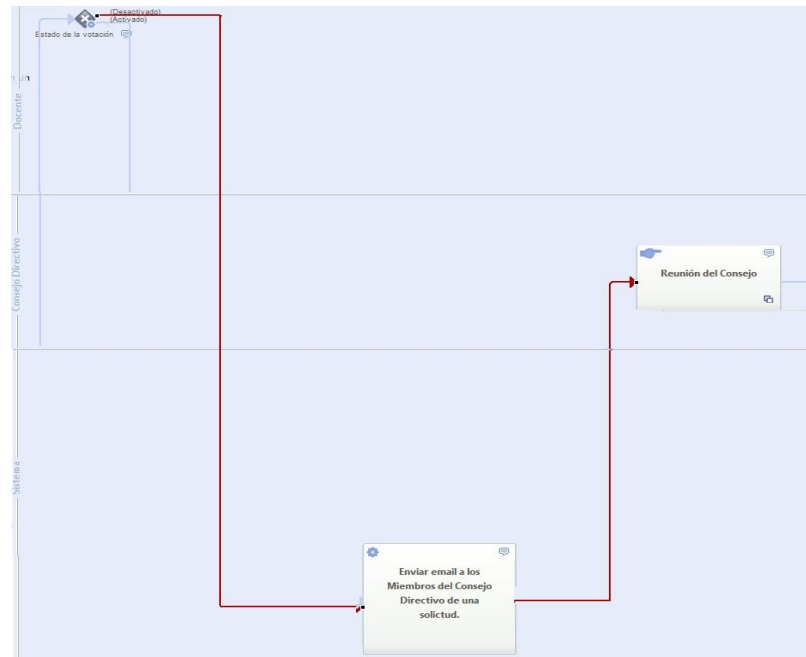 (Desactivado)
(Activado)
Estado de la votación
un
Docente
Consejo Directivo
Reunión del Consejo
Sistema
Enviar email a los
Miembros del Consejo
Directivo de una
solictud.